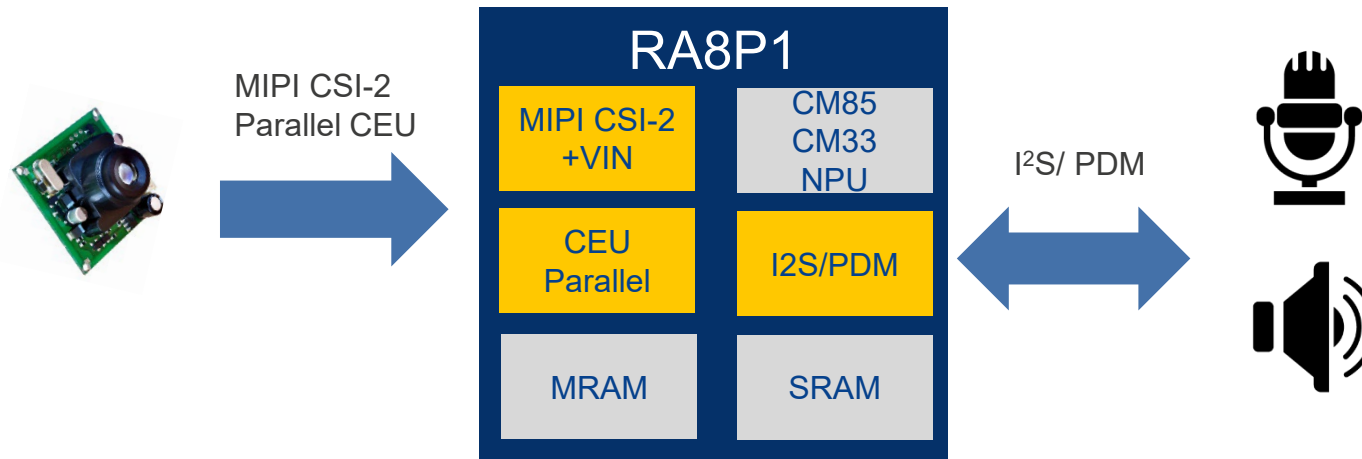 RA8P1
MIPI CSI-2
Parallel CEU
MIPI CSI-2
+VIN
CM85
CM33
NPU
I²S/ PDM
CEU
Parallel
I2S/PDM
MRAM
SRAM